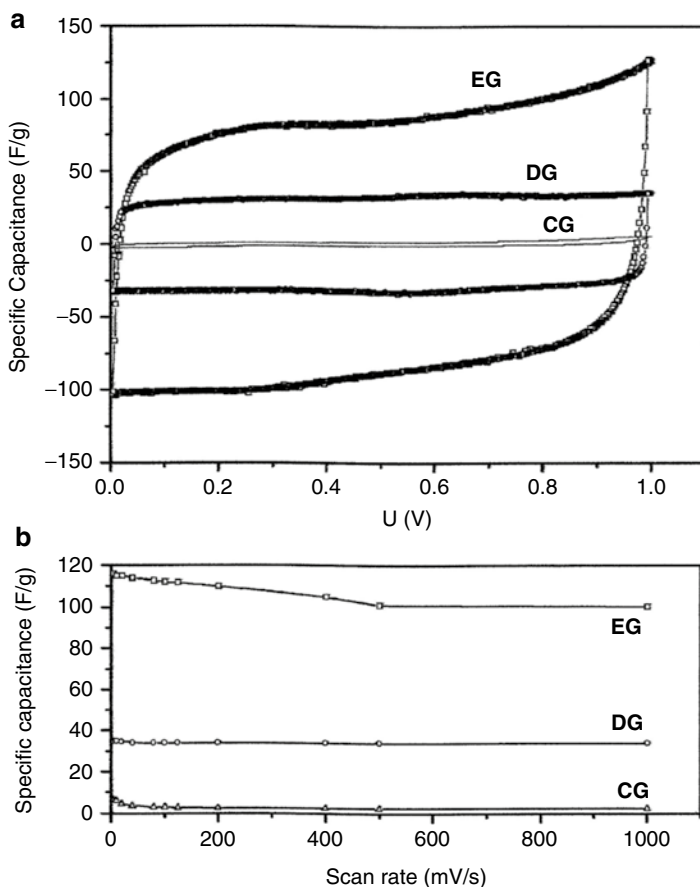 a
Specific Capacitance (F/g)
150
100
50
0
−50
−100
−150
EG
DG
CG
0.0 0.2 0.4 0.6 0.8 1.0
U (V)
b
Specific capacitance (F/g)
120
100
80
60
40
20
0
EG
DG
CG
0 200 400 600 800 1000
Scan rate (mV/s)